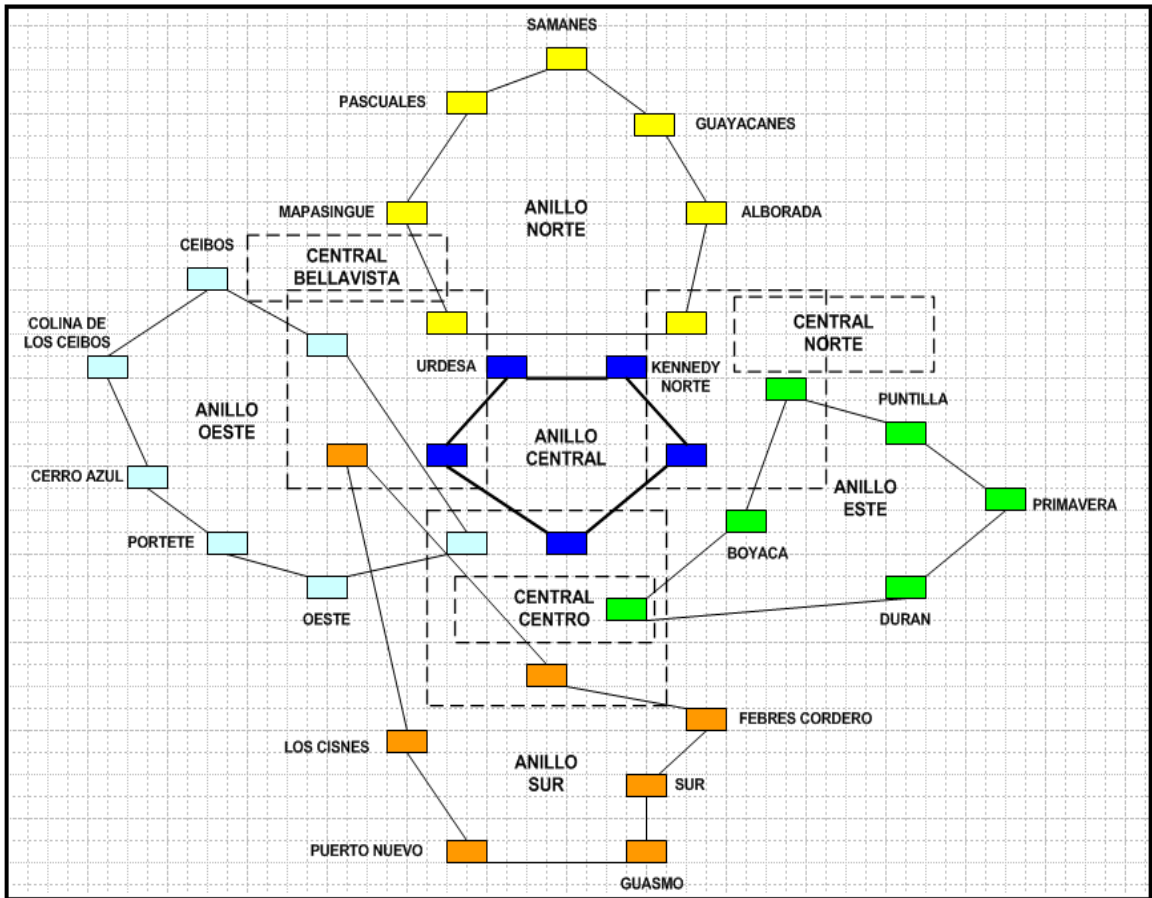 SAMANES
PASCUALES
GUAYACANES
MAPASINGUE
ANILLO
NORTE
ALBORADA
CEIBOS
CENTRAL
BELLAVISTA
COLINA DE
LOS CEIBOS
CENTRAL
NORTE
URDESA
KENNEDY
NORTE
PUNTILLA
ANILLO
OESTE
ANILLO
CENTRAL
CERRO AZUL
ANILLO
ESTE
PRIMAVERA
PORTETE
BOYACA
OESTE
CENTRAL
CENTRO
DURAN
LOS CISNES
FEBRES CORDERO
ANILLO
SUR
SUR
PUERTO NUEVO
GUASMO